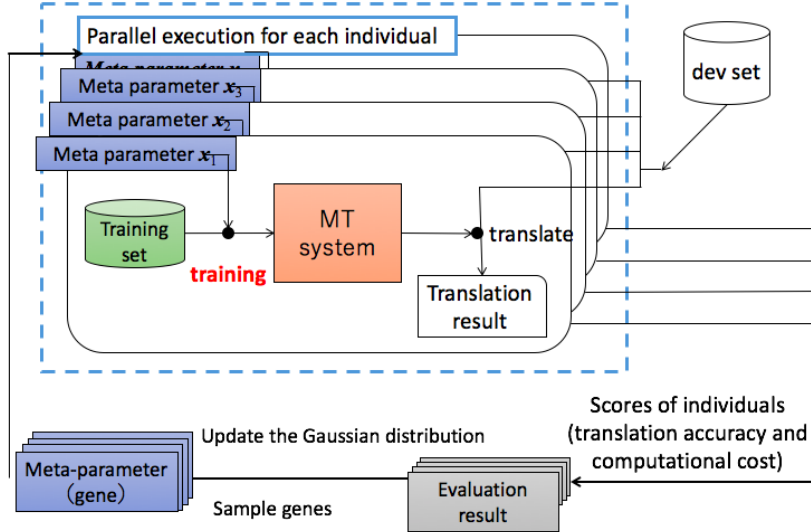 Parallel execution for each individual
Meta parameter
Meta parameter x3
Meta parameter x2
Meta parameter x1
dev set
Training
set
training
MT
system
translate
Translation
result
Scores of individuals
(translation accuracy and
computational cost)
Update the Gaussian distribution
Meta-parameter
(gene)
Sample genes
Evaluation
result